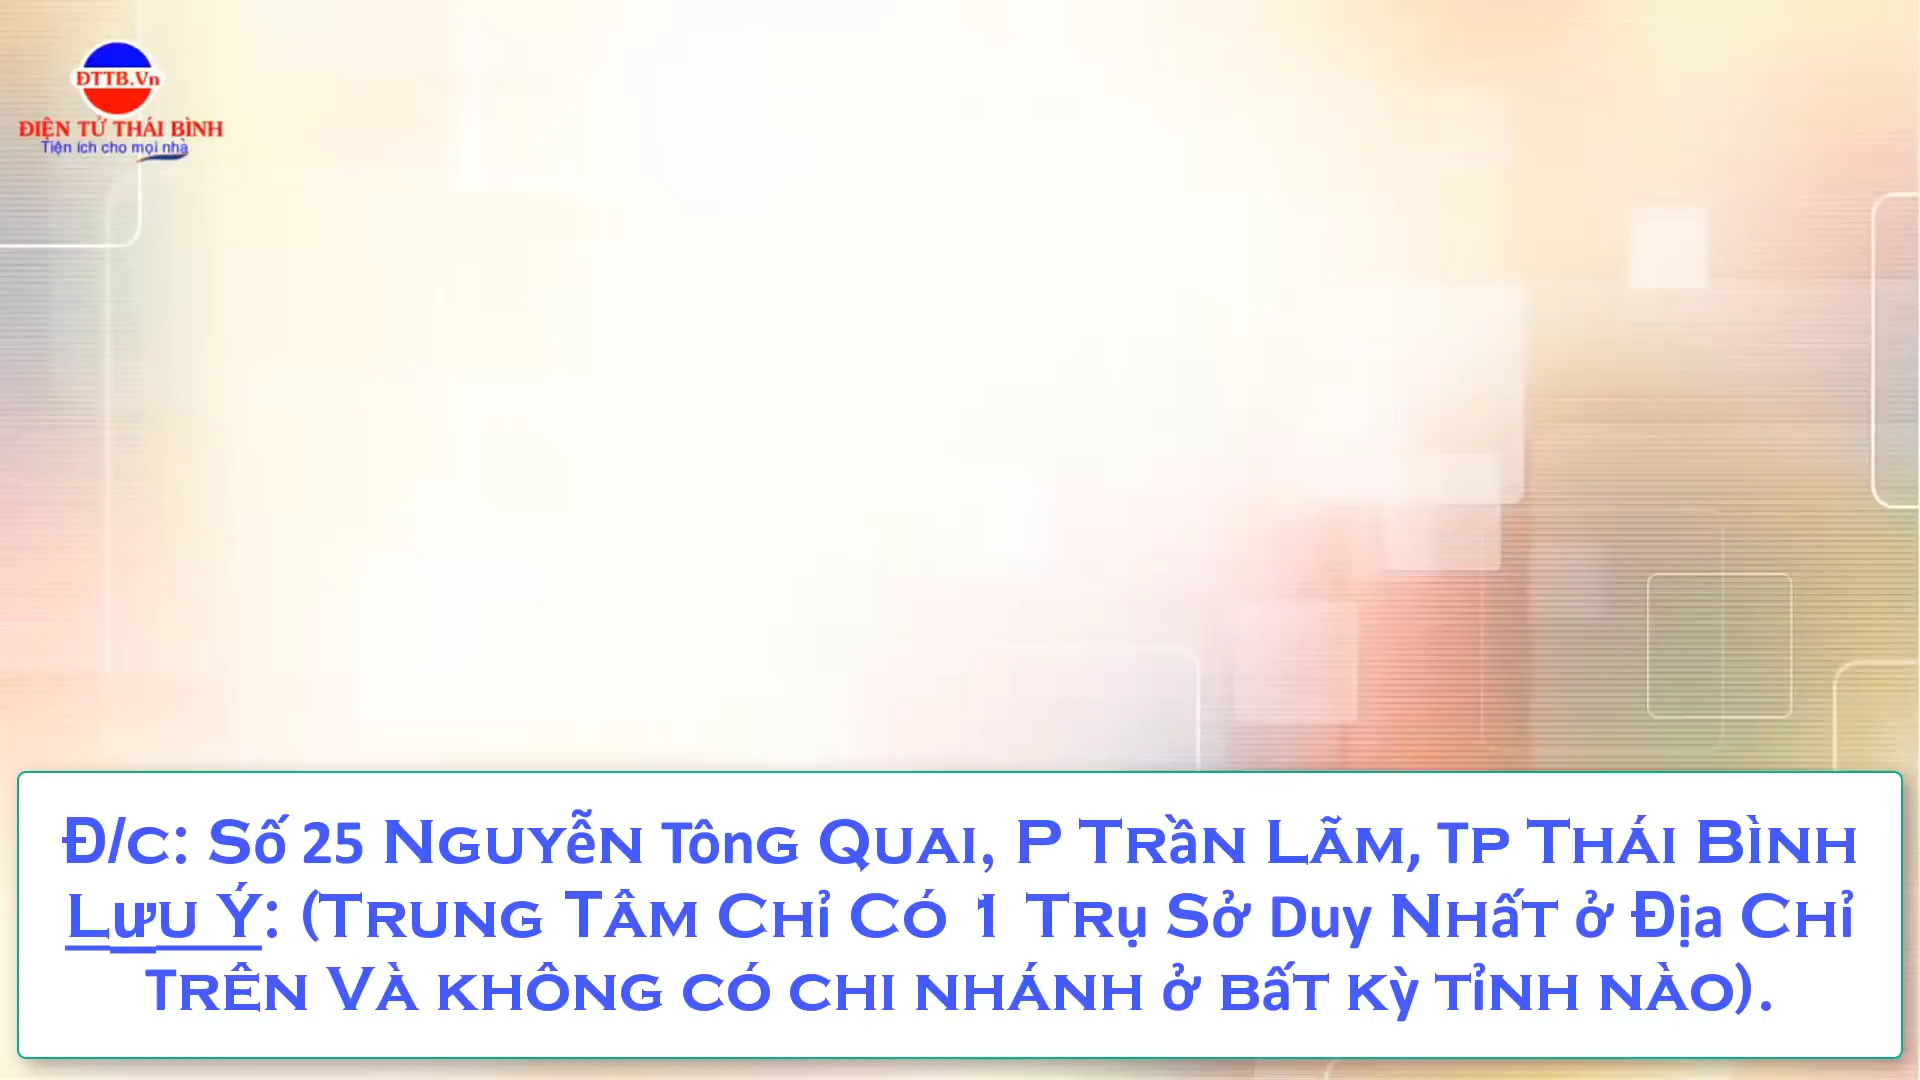 ĐTTB.Vn
ĐIỆN TỬ THÁI BÌNH
Tiện ích cho mọi nhà
Đ/c: Số 25 Nguyễn Tông Quai, P Trần Lãm, Tp Thái Bình
Lưu Ý: (Trung Tâm Chỉ Có 1 Trụ Sở Duy Nhất ở Địa Chỉ
Trên Và không có chi nhánh ở bất kỳ tỉnh nào).